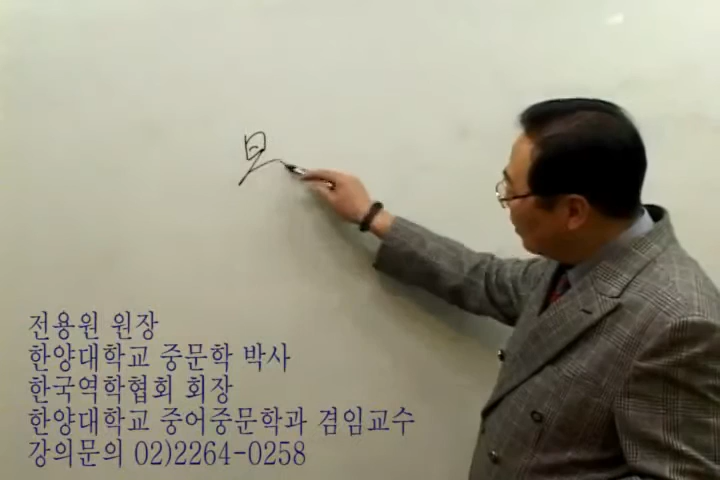 전용원 원장
한양대학교 중문학 박사
한국역학협회 회장
한양대학교 중어중문학과 겸임교수
강의문의 02)2264-0258